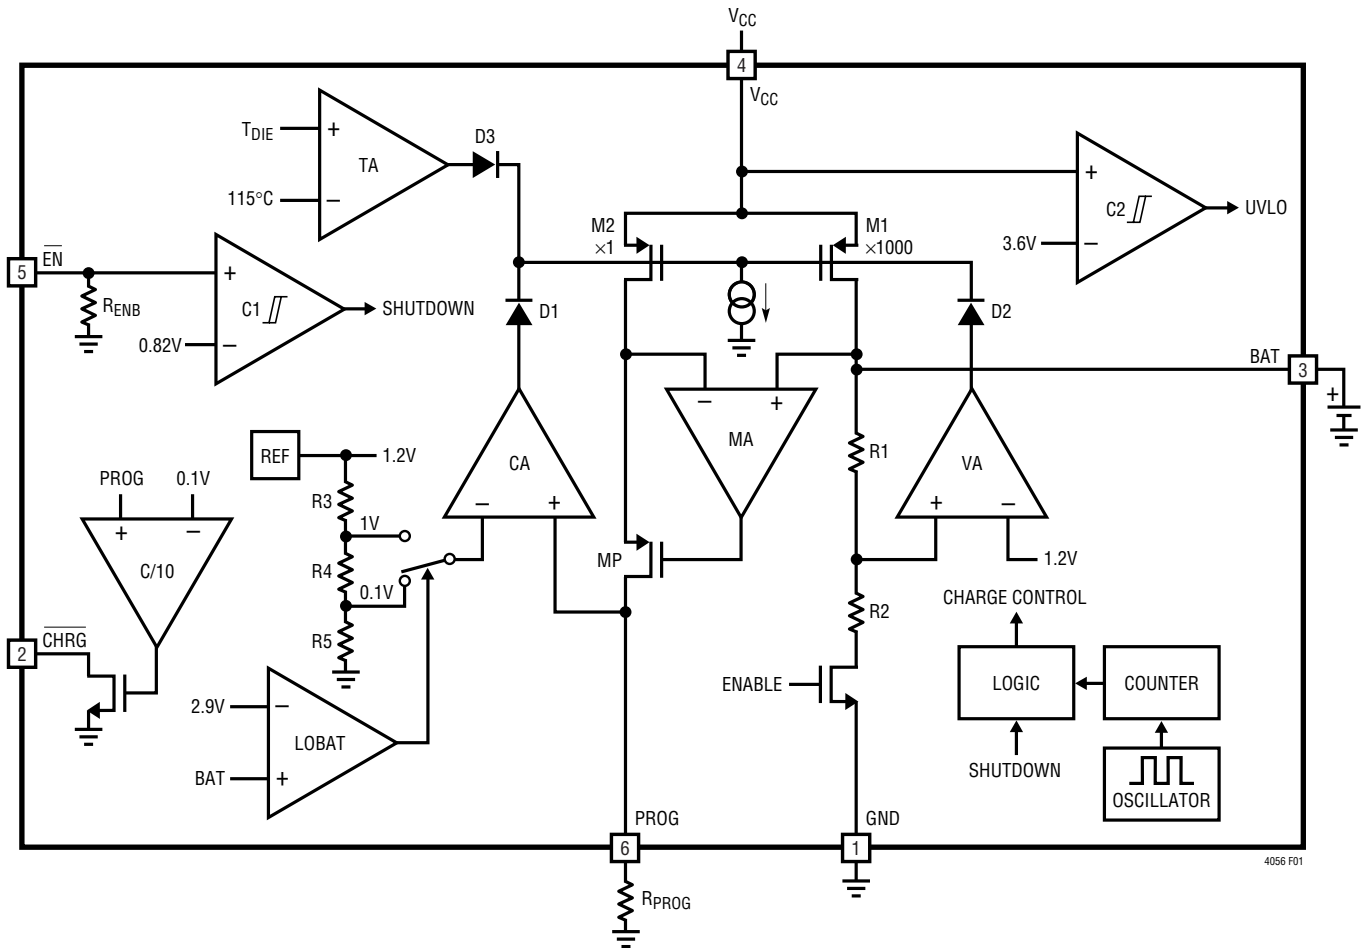 VCC
4
VCC
TDIE
+
TA
D3
115°C
−
M2
×1
M1
×1000
+
C2
UVLO
3.6V
−
5
EN
RENB
+
C1
SHUTDOWN
0.82V
−
D1
D2
BAT
3
+
−
+
MA
REF
1.2V
R3
1V
R4
0.1V
R5
CA
−
+
R1
VA
+
−
1.2V
PROG
0.1V
+
−
C/10
MP
R2
2
CHRG
2.9V
−
LOBAT
BAT
+
ENABLE
CHARGE CONTROL
LOGIC
COUNTER
SHUTDOWN
OSCILLATOR
PROG
6
RPROG
GND
1
4056 F01